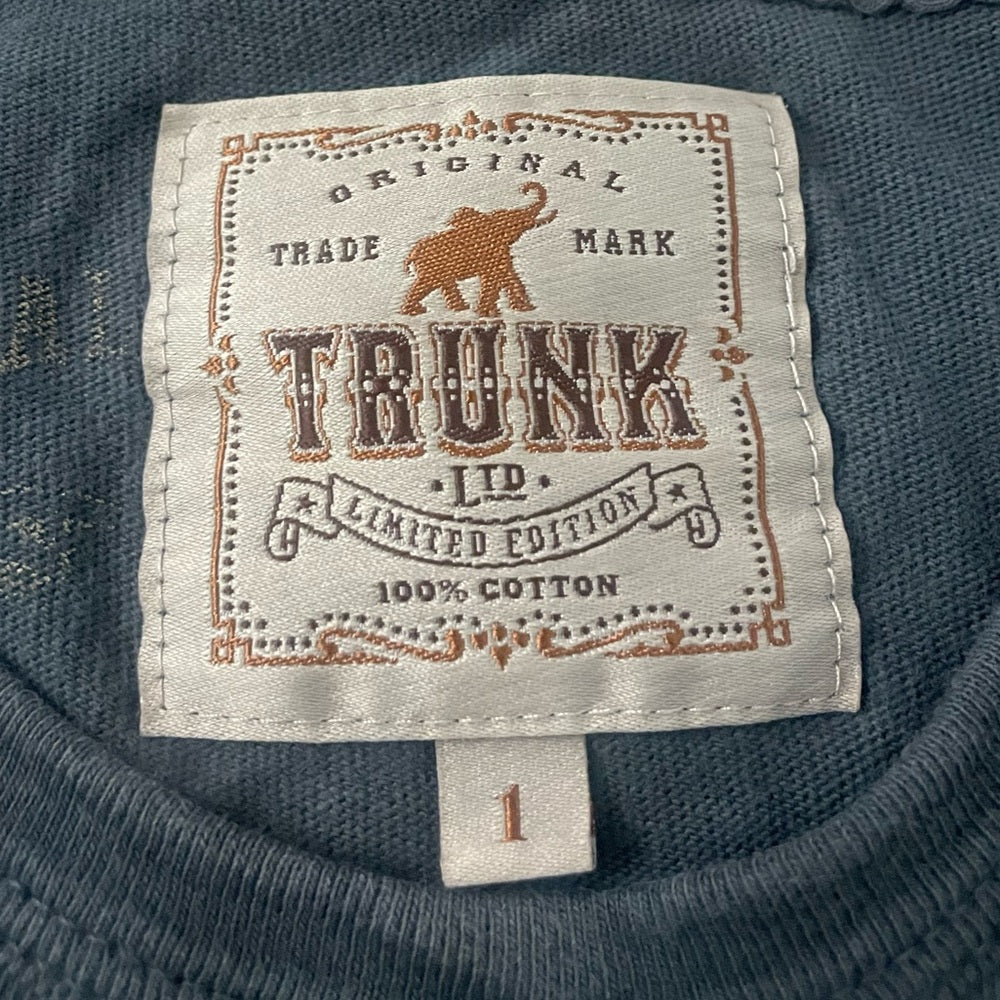 ORIGINAL
TRADE MARK
TRUNK
LTD
LIMITED EDITION
100% COTTON
1